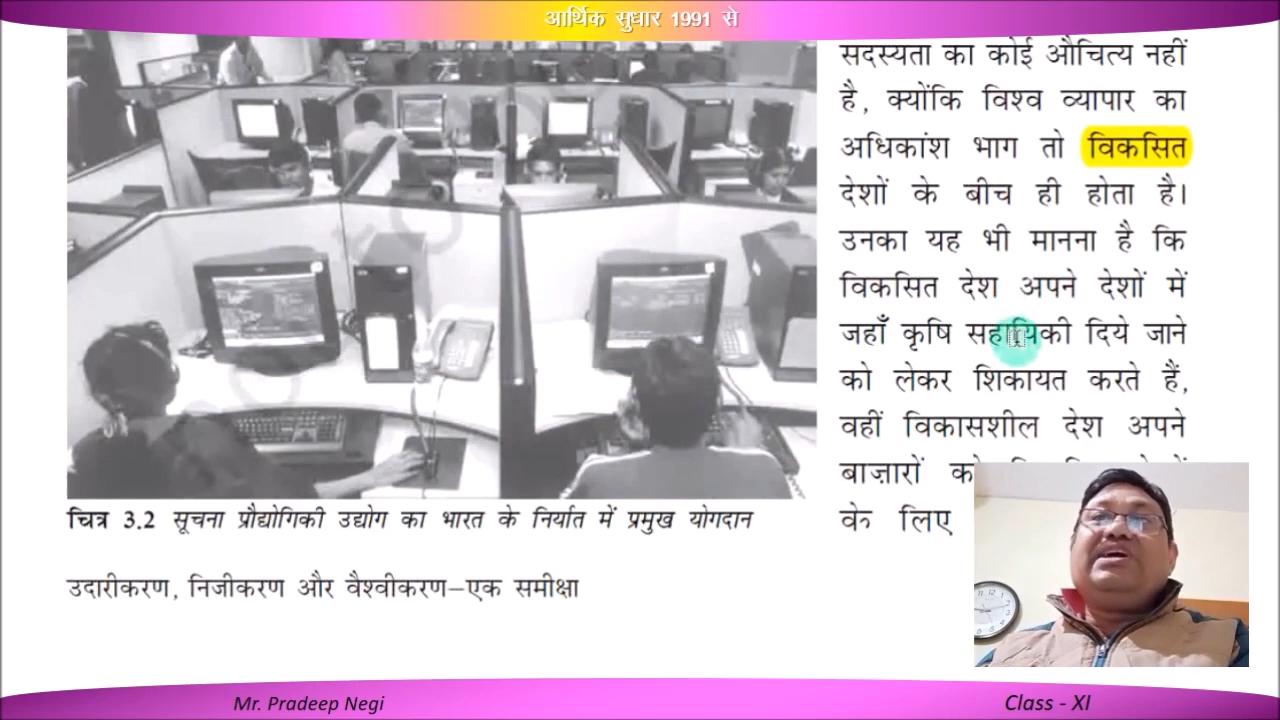 आर्थिक सुधार 1991 से
सदस्यता का कोई औचित्य नहीं
है, क्योंकि विश्व व्यापार का
अधिकांश भाग तो विकसित
देशों के बीच ही होता है।
उनका यह भी मानना है कि
विकसित देश अपने देशों में
जहाँ कृषि सहायिकी दिये जाने
को लेकर शिकायत करते हैं,
वहीं विकासशील देश अपने
बाज़ारों
के लिए
चित्र 3.2 सूचना प्रौद्योगिकी उद्योग का भारत के निर्यात में प्रमुख योगदान
उदारीकरण, निजीकरण और वैश्वीकरण–एक समीक्षा
Mr. Pradeep Negi
Class - XI